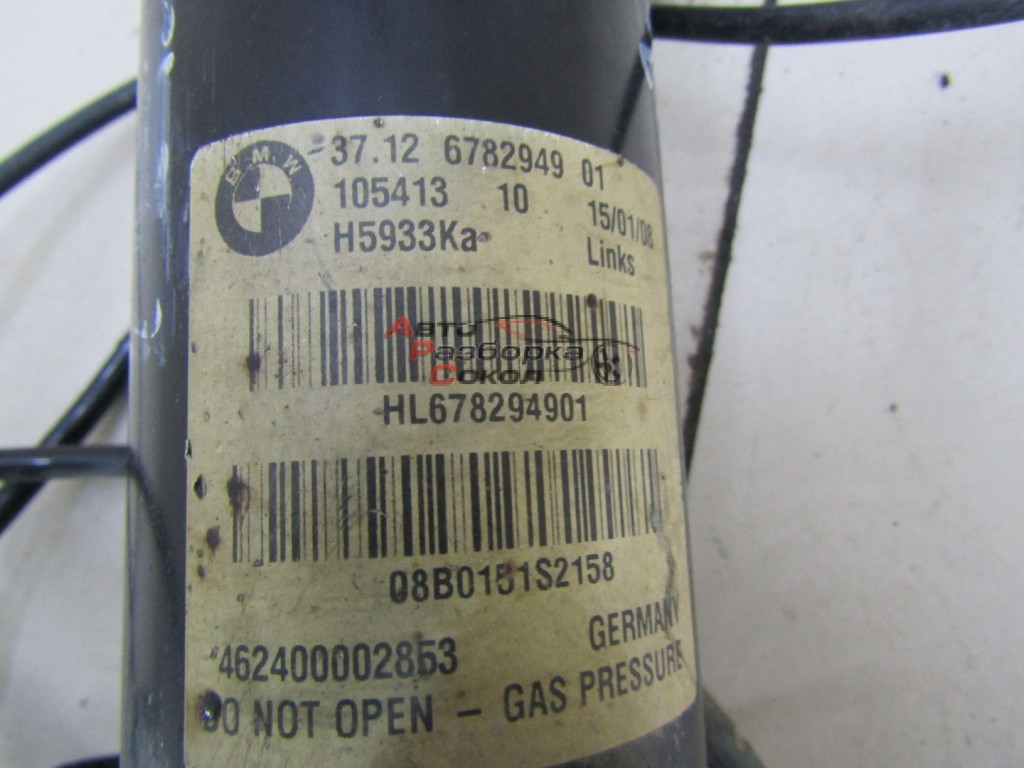 BMW
37.12 6782949 01
105413 10 15/01/08
H5933Ka Links
Авто
Разборка
Сокол
HL678294901
08B0151S2158
462400002853 GERMANY
DO NOT OPEN - GAS PRESSURE